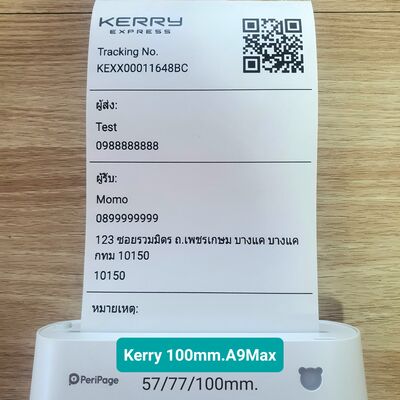 KERRY
EXPRESS
Tracking No.
KEXX00011648BC
ผู้ส่ง:
Test
0988888888
ผู้รับ:
Momo
0899999999
123 ซอยรวมมิตร ถ.เพชรเกษม บางแค บางแค
กทม 10150
10150
หมายเหตุ:
Kerry 100mm.A9Max
PeriPage
57/77/100mm.